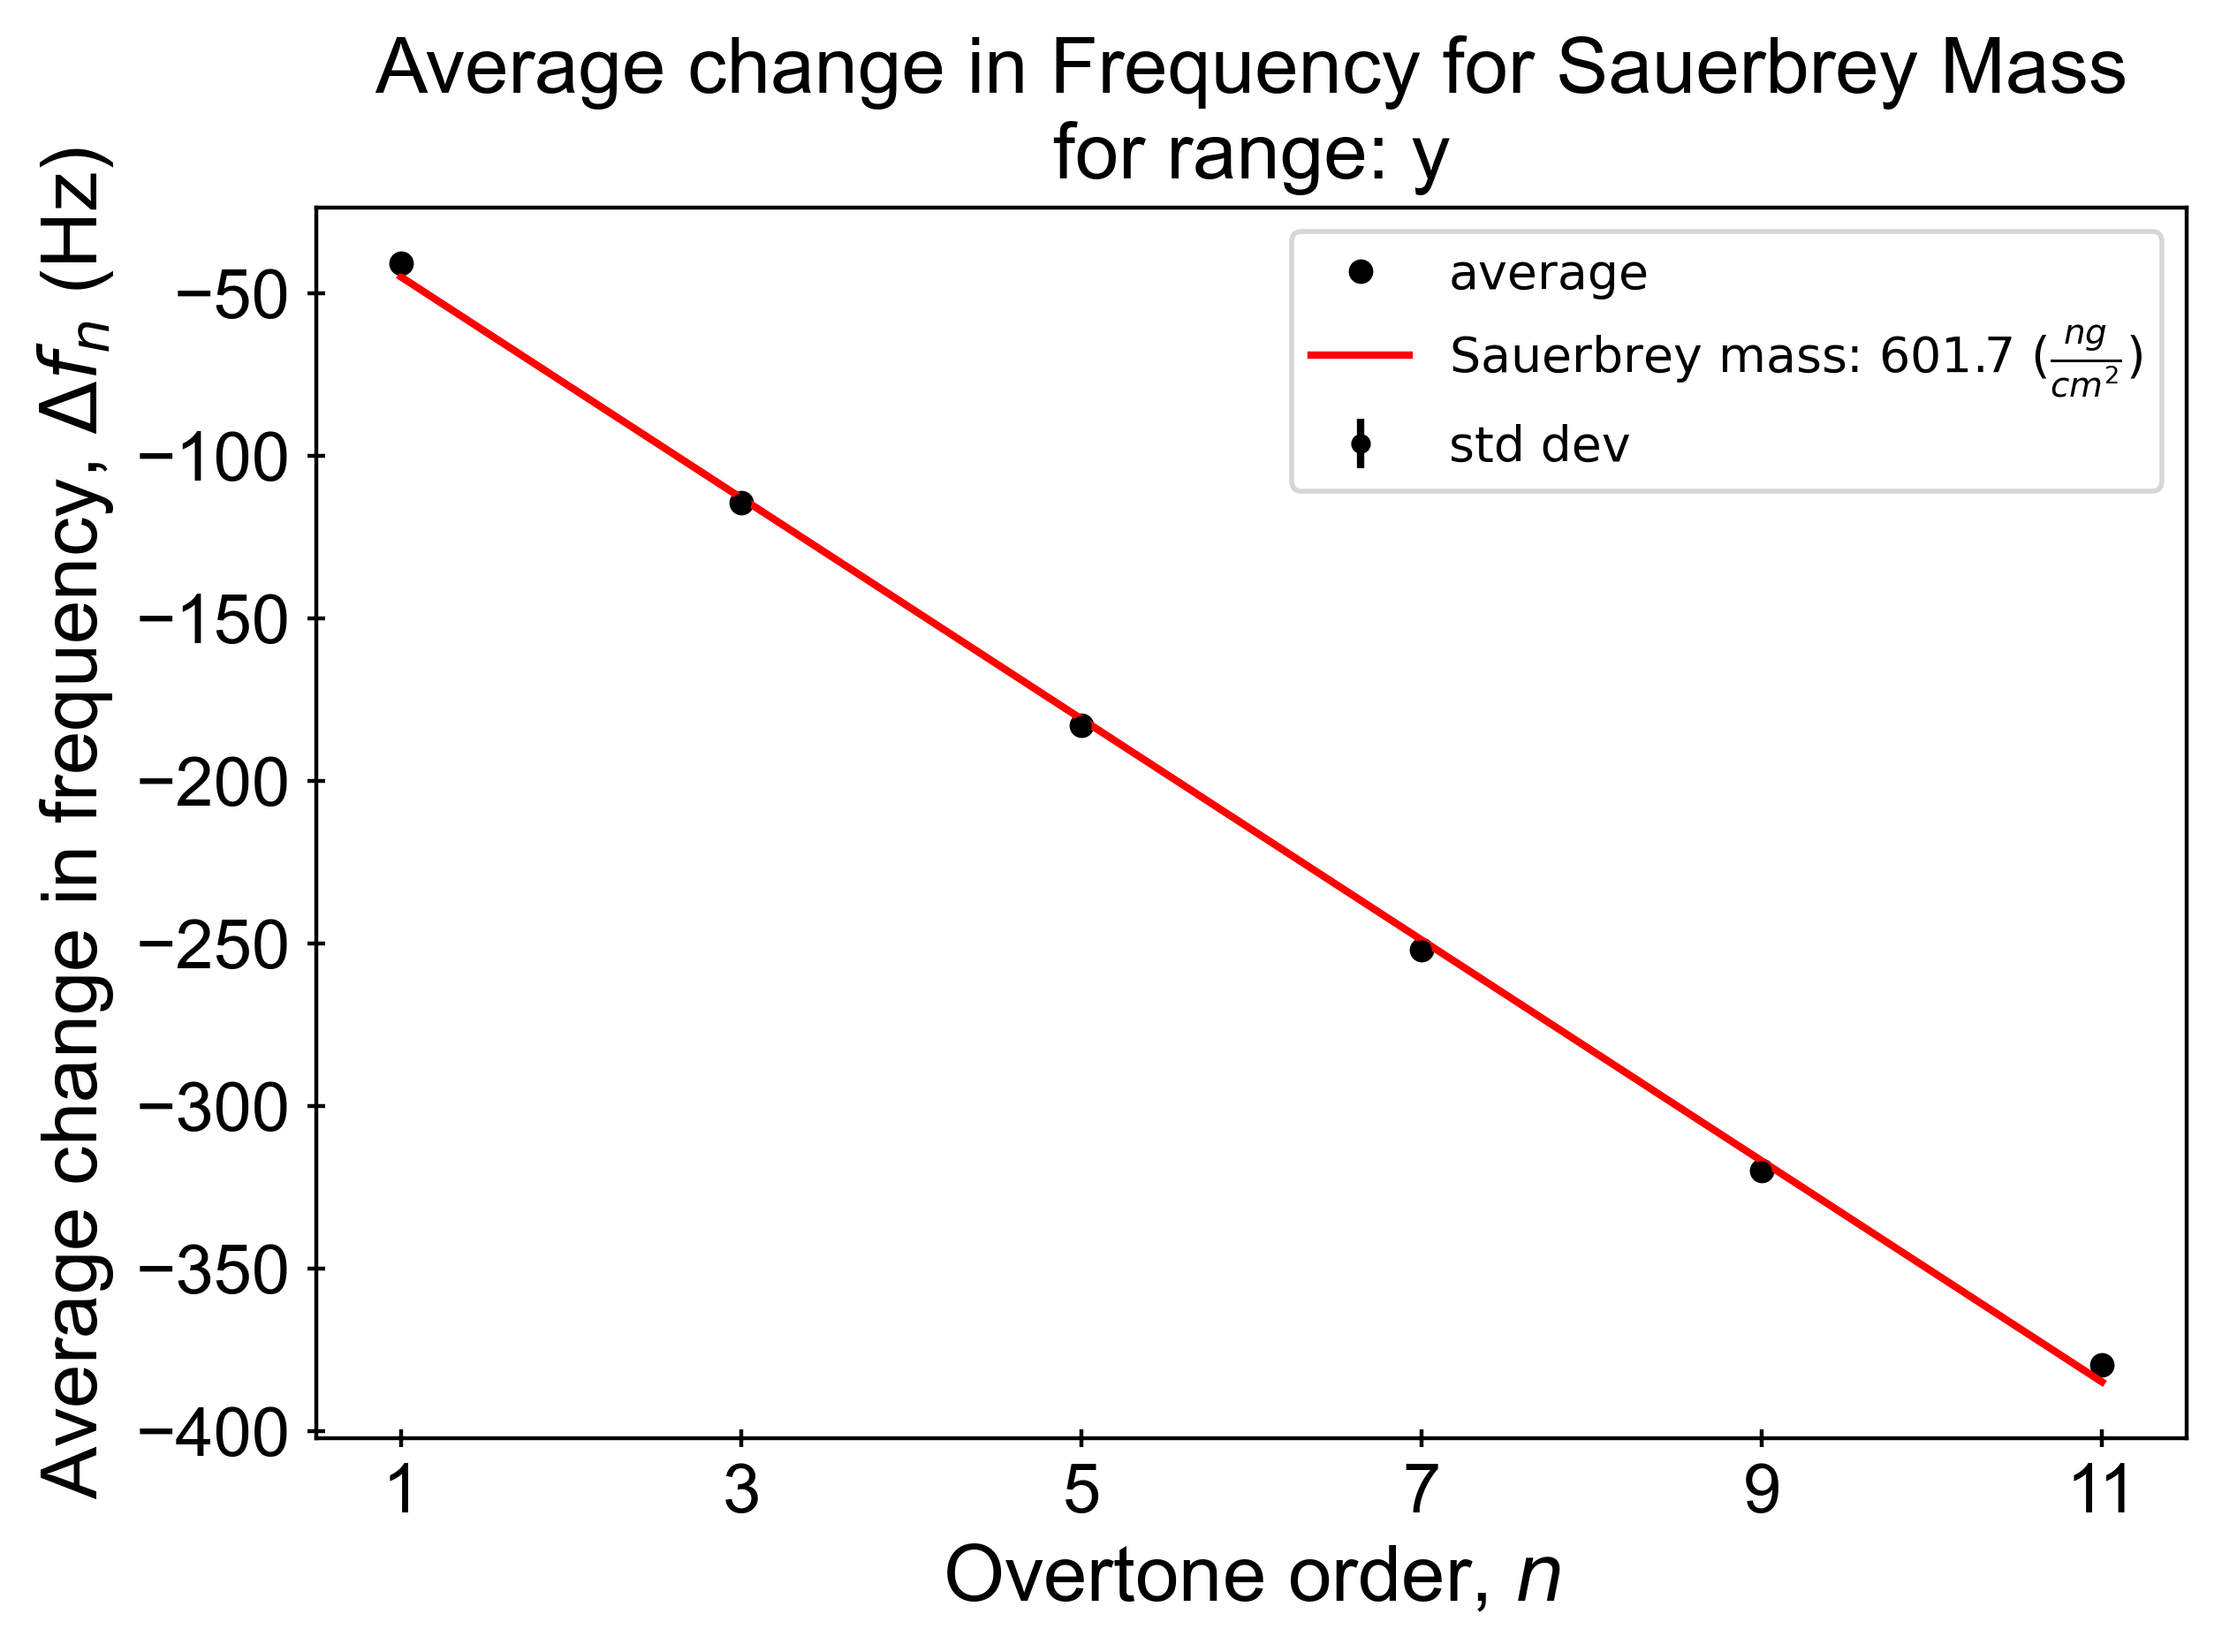 Average change in Frequency for Sauerbrey Mass
for range: y
Average change in frequency, Δfn (Hz)
−50
−100
−150
−200
−250
−300
−350
−400
average
Sauerbrey mass: 601.7 (ng/cm²)
std dev
1 3 5 7 9 11
Overtone order, n